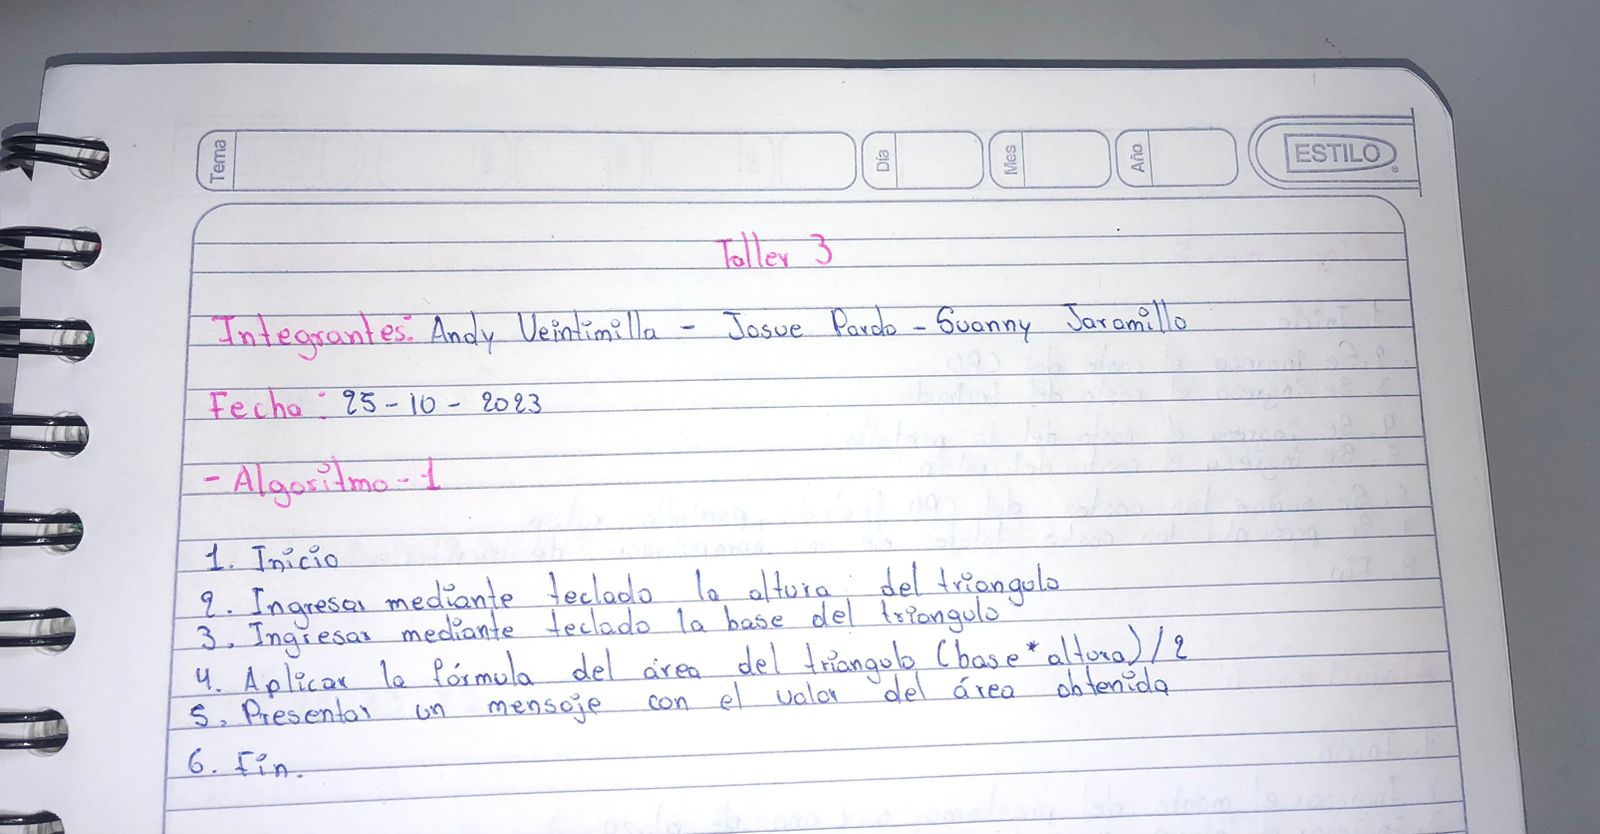 Tema
Día
Mes
Año
ESTILO
Taller 3
Integrantes: Andy Veintimilla - Josue Pardo - Suanny Jaramillo
Fecha: 25-10-2023
- Algoritmo - 1
1. Inicio
2. Ingresar mediante teclado la altura del triangulo
3. Ingresar mediante teclado la base del triangulo
4. Aplicar la fórmula del área del triangulo (base * altura) / 2
5. Presentar un mensaje con el valor del área obtenida
6. Fin.